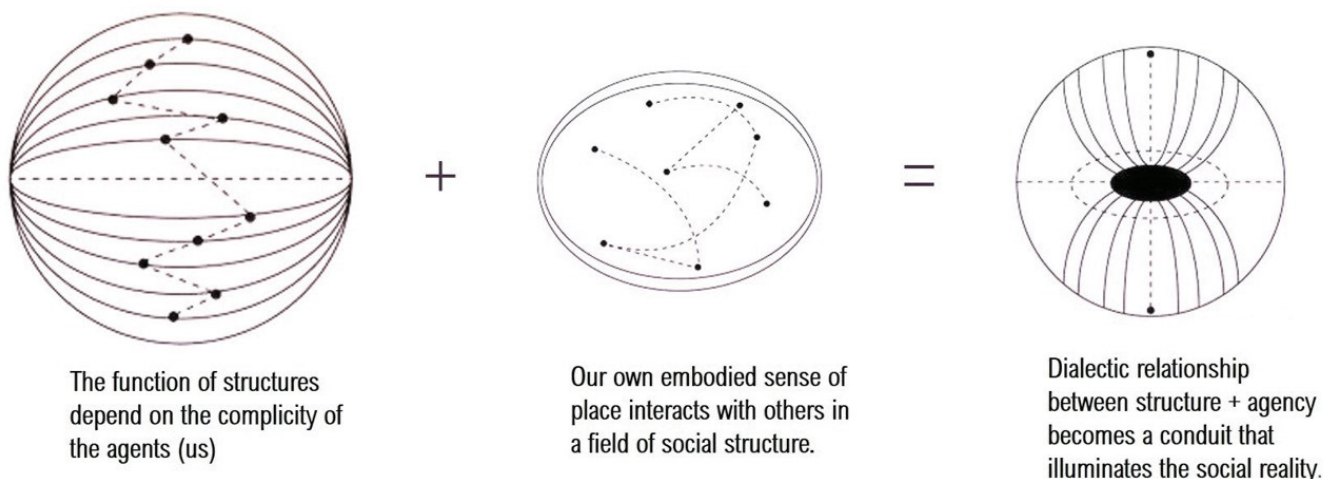 +
=
The function of structures
depend on the complicity of
the agents (us)
Our own embodied sense of
place interacts with others in
a field of social structure.
Dialectic relationship
between structure + agency
becomes a conduit that
illuminates the social reality.